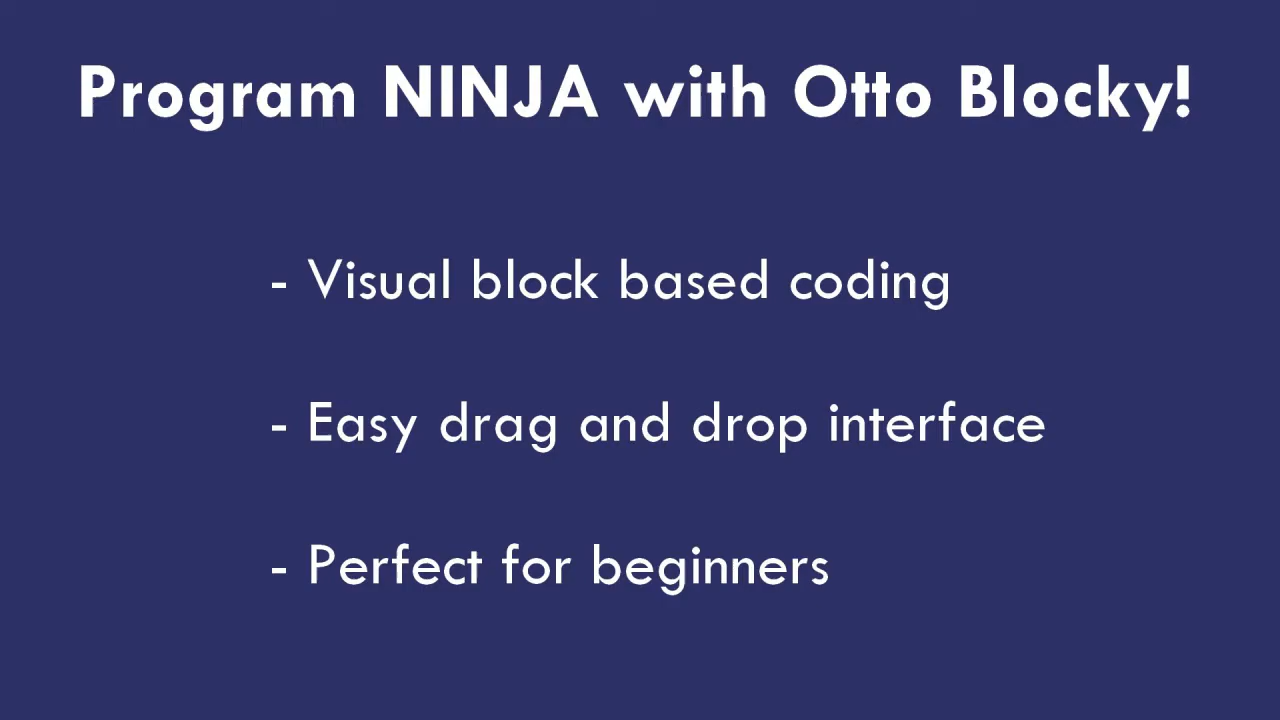 Program NINJA with Otto Blocky!
- Visual block based coding
- Easy drag and drop interface
- Perfect for beginners